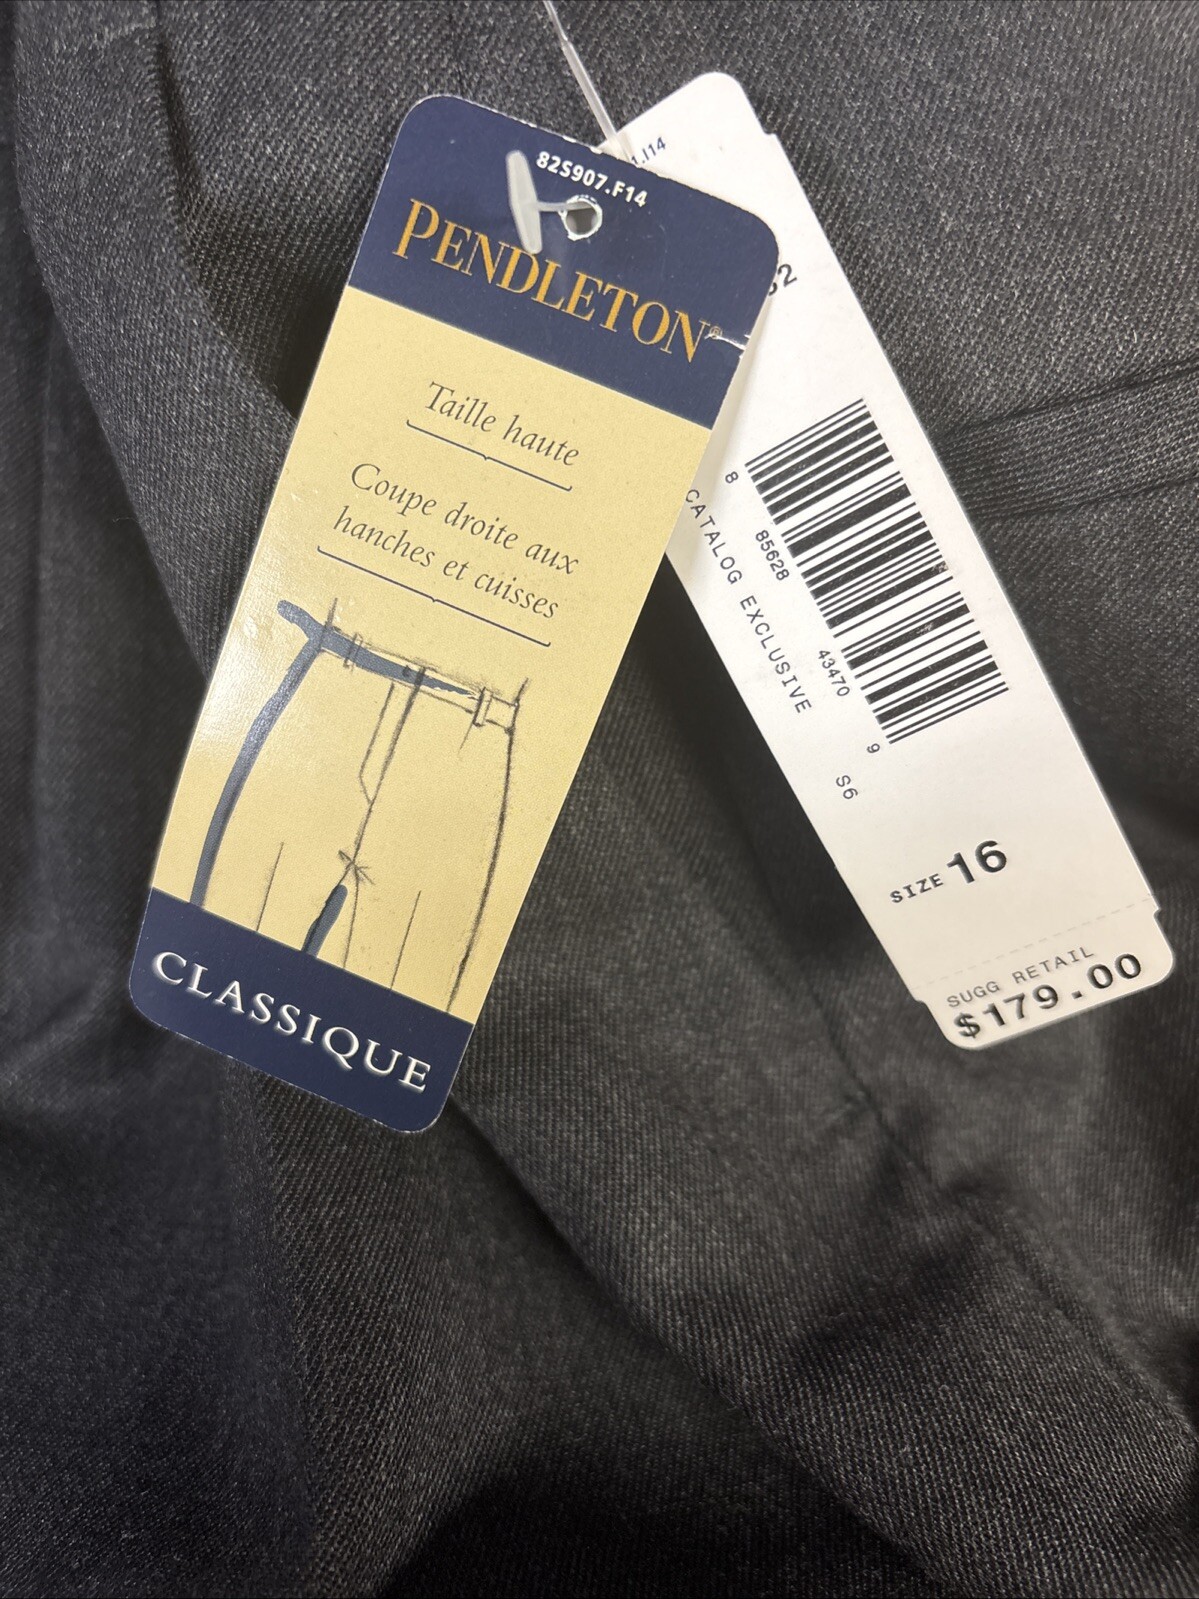 82S907.F14
PENDLETON®
Taille haute
Coupe droite aux
hanches et cuisses
CLASSIQUE
CATALOG EXCLUSIVE
8 85628 43470 9
S6
SIZE 16
SUGG RETAIL
$179.00